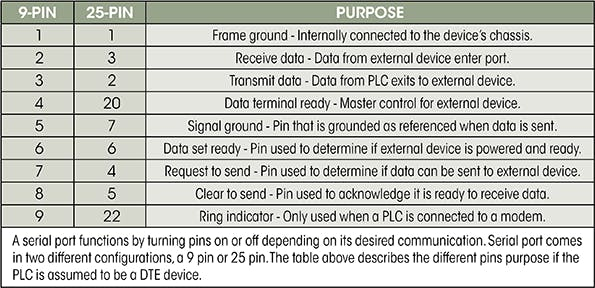 9-PIN 25-PIN PURPOSE
1 1 Frame ground - Internally connected to the device's chassis.
2 3 Receive data - Data from external device enter port.
3 2 Transmit data - Data from PLC exits to external device.
4 20 Data terminal ready - Master control for external device.
5 7 Signal ground - Pin that is grounded as referenced when data is sent.
6 6 Data set ready - Pin used to determine if external device is powered and ready.
7 4 Request to send - Pin used to determine if data can be sent to external device.
8 5 Clear to send - Pin used to acknowledge it is ready to receive data.
9 22 Ring indicator - Only used when a PLC is connected to a modem.
A serial port functions by turning pins on or off depending on its desired communication. Serial port comes
in two different configurations, a 9 pin or 25 pin. The table above describes the different pins purpose if the
PLC is assumed to be a DTE device.